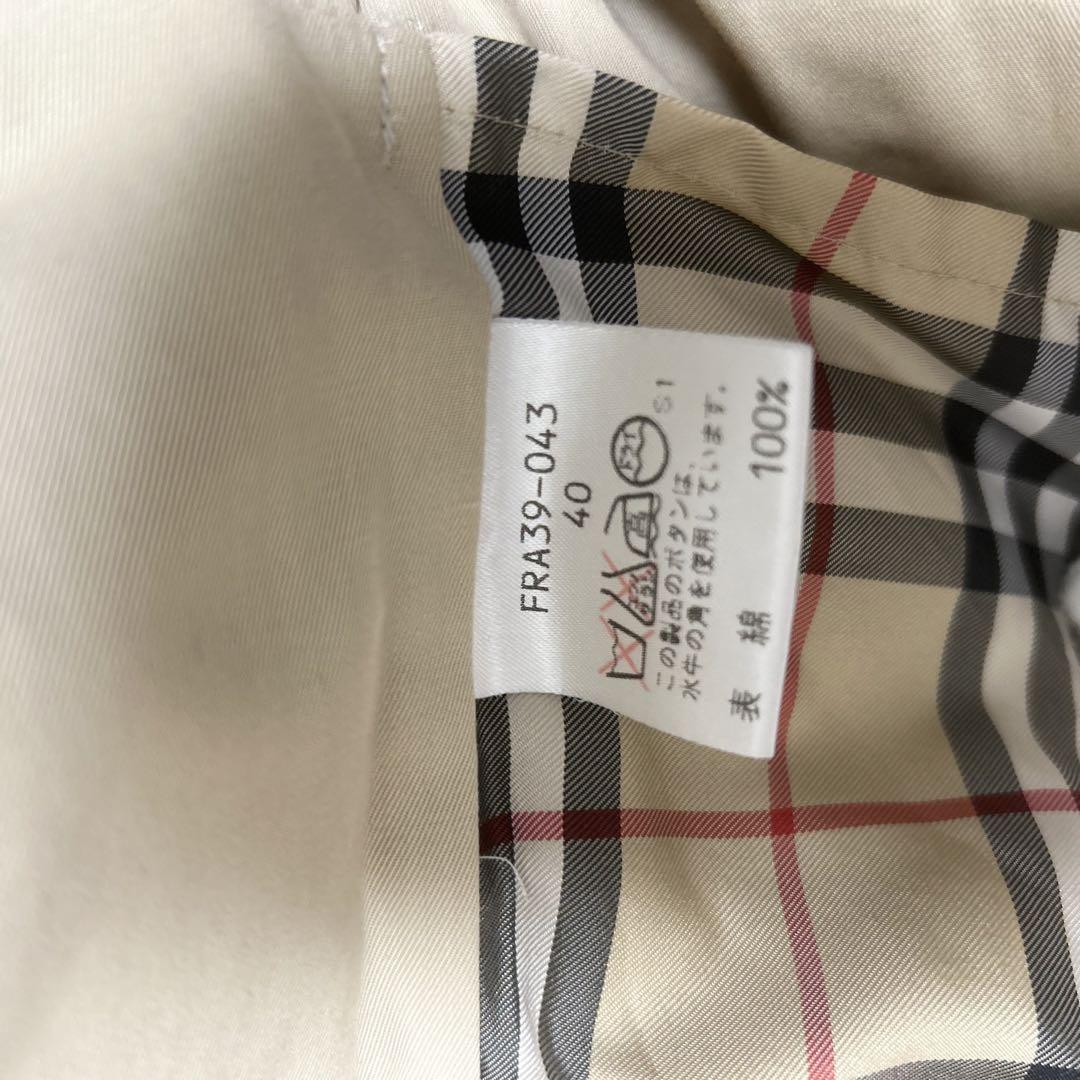 FRA39-043
40
この製品のボタンは、
水牛の角を使用しています。
表 綿 100%